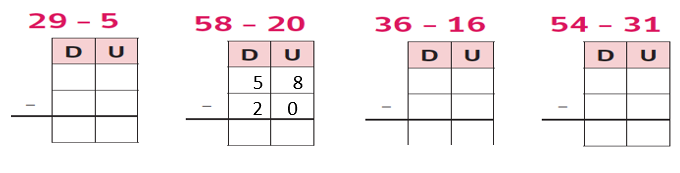 29 – 5 58 – 20 36 – 16 54 – 31
D U D U D U D U
5 8
– – – –
2 0